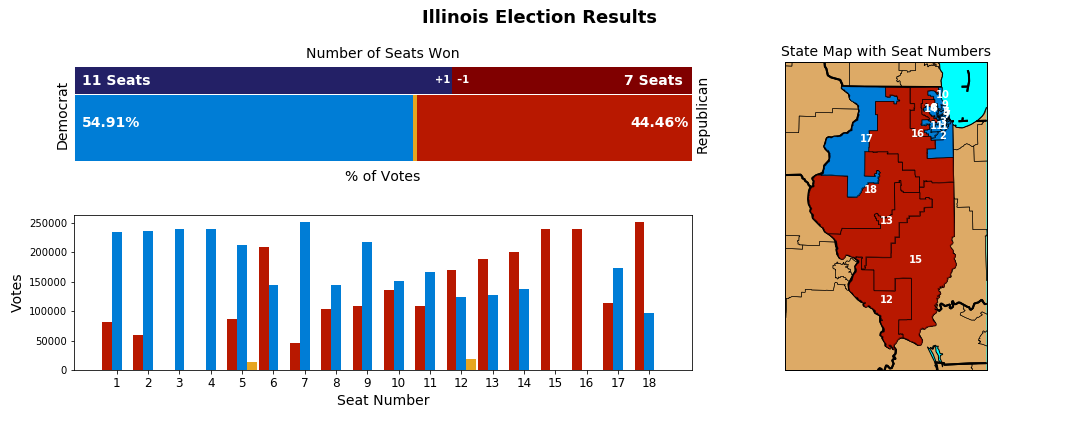 Illinois Election Results
Number of Seats Won
Democrat
11 Seats
+1
-1
7 Seats
Republican
54.91%
44.46%
% of Votes
Votes
250000
200000
150000
100000
50000
0
1 2 3 4 5 6 7 8 9 10 11 12 13 14 15 16 17 18
Seat Number
State Map with Seat Numbers
10
9
14
16
11
2
17
18
13
15
12